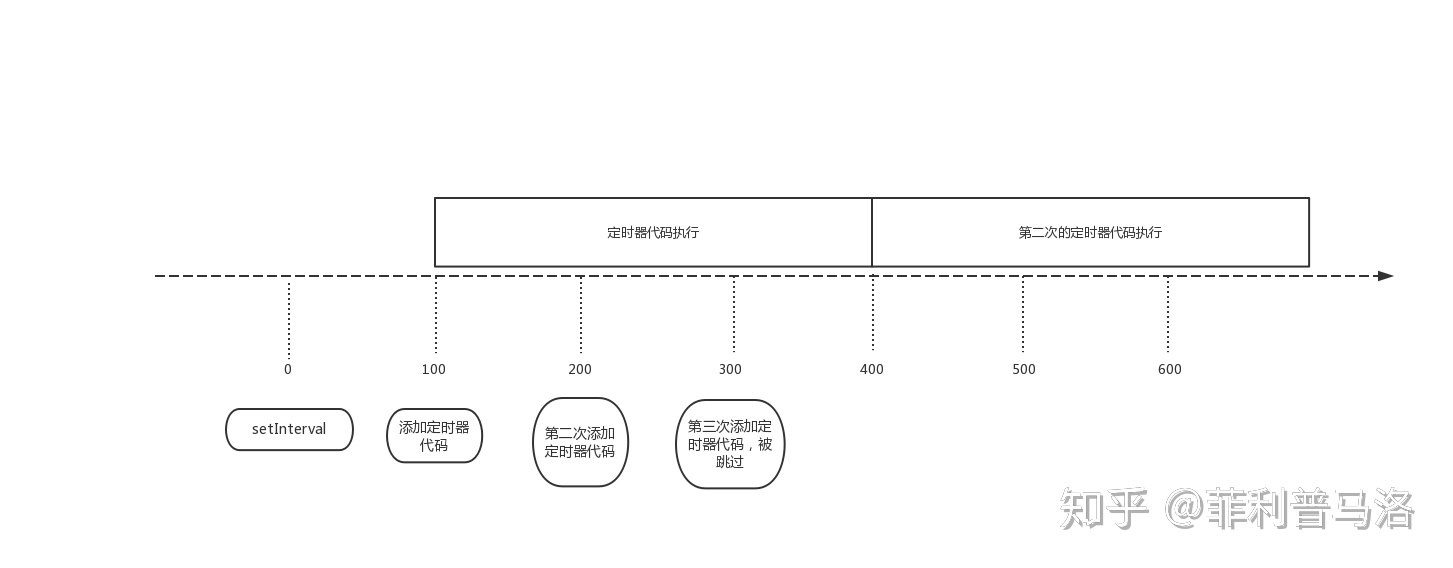 定时器代码执行
第二次的定时器代码执行
0
100
200
300
400
500
600
setInterval
添加定时器
代码
第二次添加
定时器代码
第三次添加定
时器代码，被
跳过
知乎 @菲利普马洛